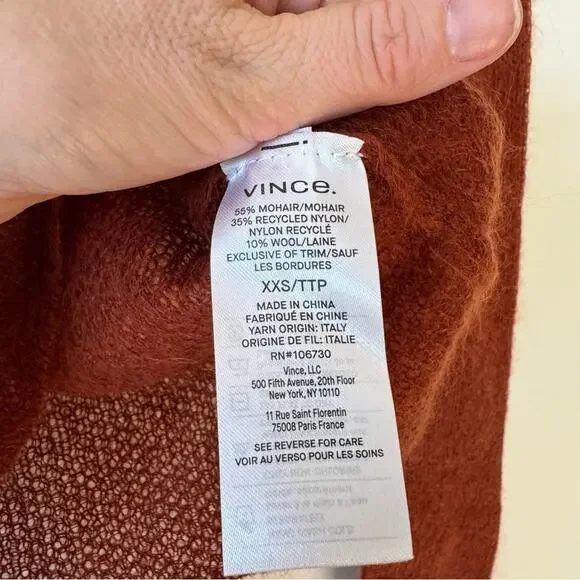 VINCE.
55% MOHAIR/MOHAIR
35% RECYCLED NYLON/
NYLON RECYCLÉ
10% WOOL/LAINE
EXCLUSIVE OF TRIM/SAUF
LES BORDURES
XXS/TTP
MADE IN CHINA
FABRIQUÉ EN CHINE
YARN ORIGIN: ITALY
ORIGINE DE FIL: ITALIE
RN#106730
Vince, LLC
500 Fifth Avenue, 20th Floor
New York, NY 10110
11 Rue Saint Florentin
75008 Paris France
SEE REVERSE FOR CARE
VOIR AU VERSO POUR LES SOINS